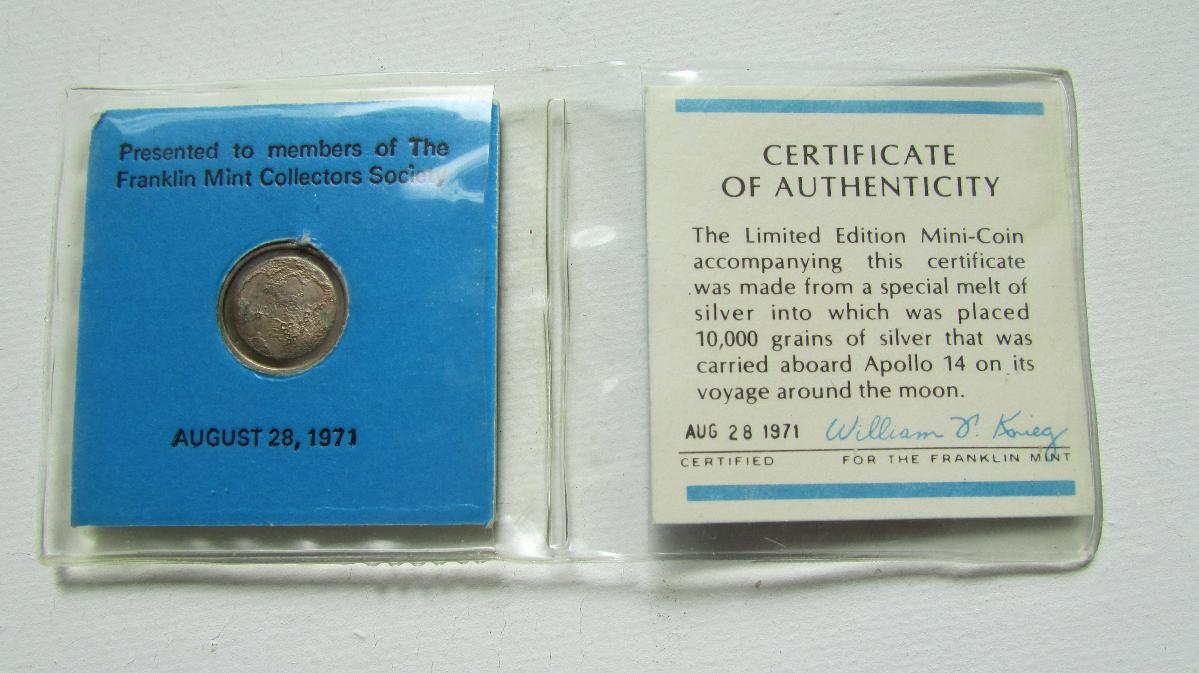 Presented to members of The
Franklin Mint Collectors Society
AUGUST 28, 1971
CERTIFICATE
OF AUTHENTICITY
The Limited Edition Mini-Coin
accompanying this certificate
was made from a special melt of
silver into which was placed
10,000 grains of silver that was
carried aboard Apollo 14 on its
voyage around the moon.
AUG 28 1971 William T. Krieg
CERTIFIED FOR THE FRANKLIN MINT